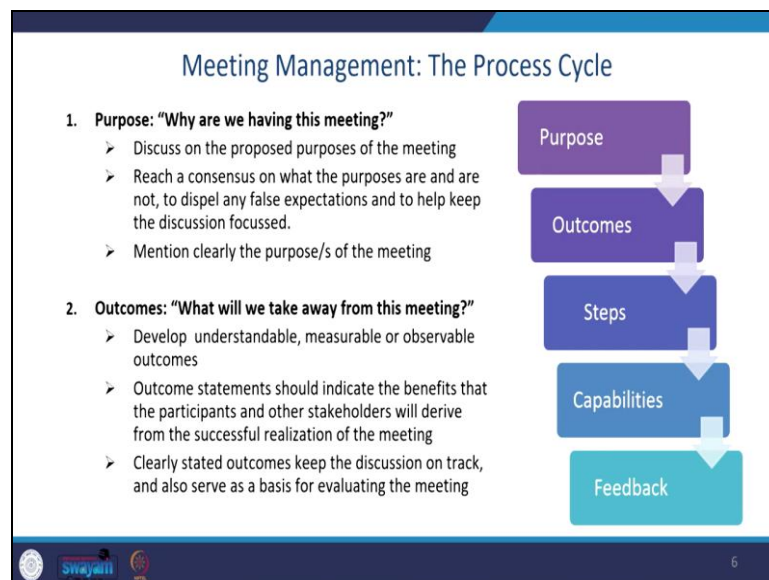 Meeting Management: The Process Cycle
1. Purpose: “Why are we having this meeting?”
➢ Discuss on the proposed purposes of the meeting
➢ Reach a consensus on what the purposes are and are
not, to dispel any false expectations and to help keep
the discussion focussed.
➢ Mention clearly the purpose/s of the meeting
2. Outcomes: “What will we take away from this meeting?”
➢ Develop understandable, measurable or observable
outcomes
➢ Outcome statements should indicate the benefits that
the participants and other stakeholders will derive
from the successful realization of the meeting
➢ Clearly stated outcomes keep the discussion on track,
and also serve as a basis for evaluating the meeting
Purpose
Outcomes
Steps
Capabilities
Feedback
swayam
6